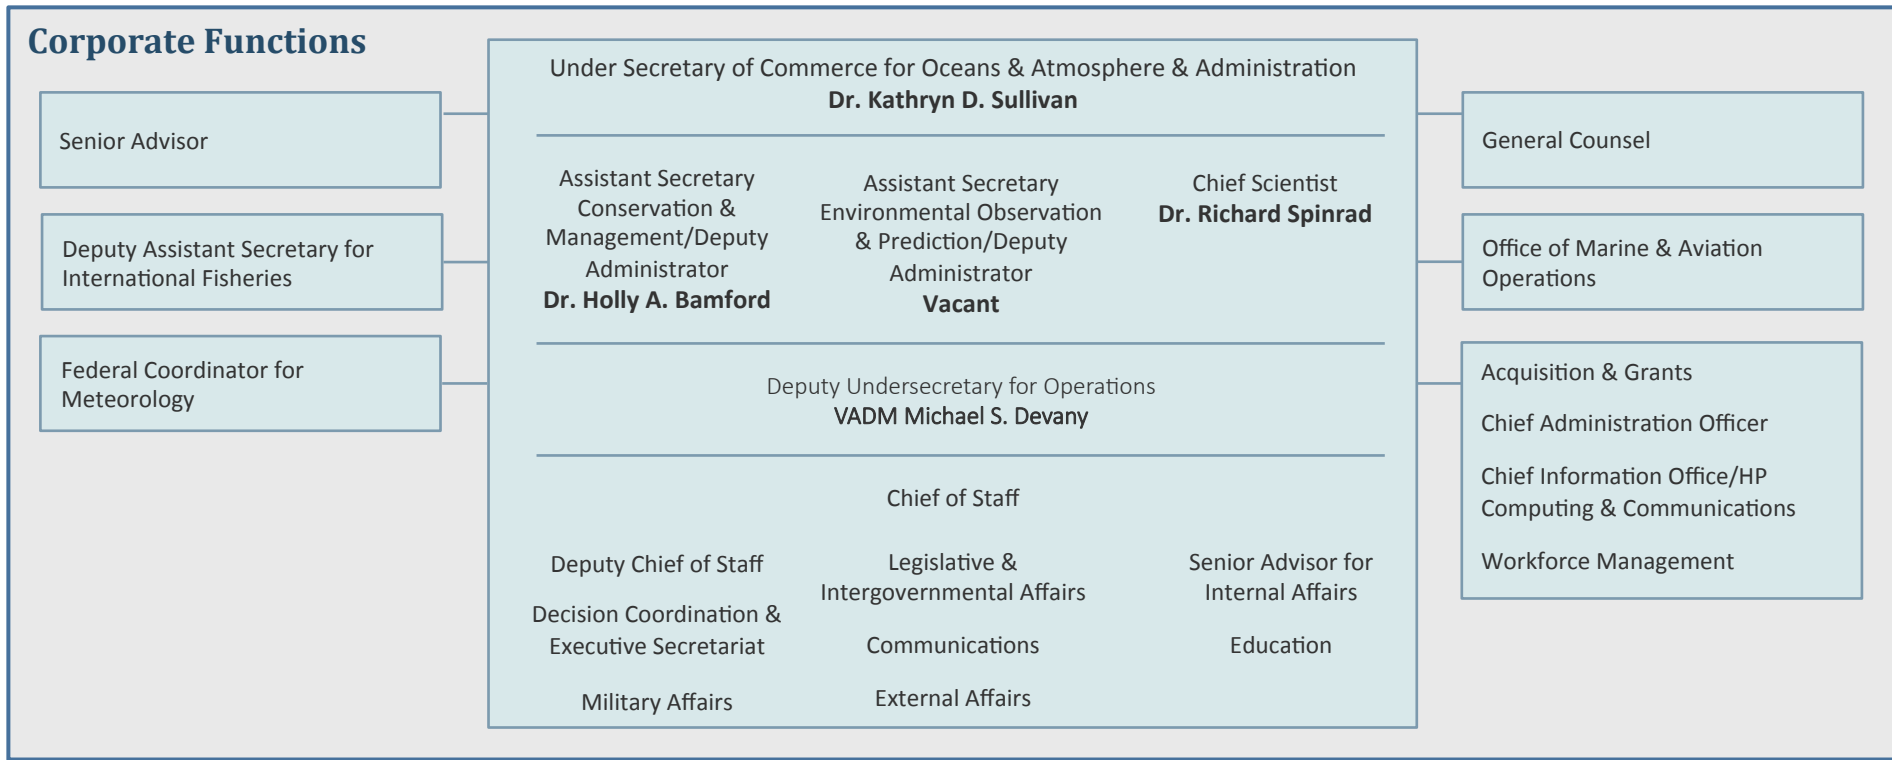 Corporate Functions
Under Secretary of Commerce for Oceans & Atmosphere & Administration
Dr. Kathryn D. Sullivan
Senior Advisor
Deputy Assistant Secretary for
International Fisheries
Federal Coordinator for
Meteorology
Assistant Secretary
Conservation &
Management/Deputy
Administrator
Dr. Holly A. Bamford
Assistant Secretary
Environmental Observation
& Prediction/Deputy
Administrator
Vacant
Chief Scientist
Dr. Richard Spinrad
Deputy Undersecretary for Operations
VADM Michael S. Devany
Chief of Staff
Deputy Chief of Staff
Decision Coordination &
Executive Secretariat
Military Affairs
Legislative &
Intergovernmental Affairs
Communications
External Affairs
Senior Advisor for
Internal Affairs
Education
General Counsel
Office of Marine & Aviation
Operations
Acquisition & Grants
Chief Administration Officer
Chief Information Office/HP
Computing & Communications
Workforce Management